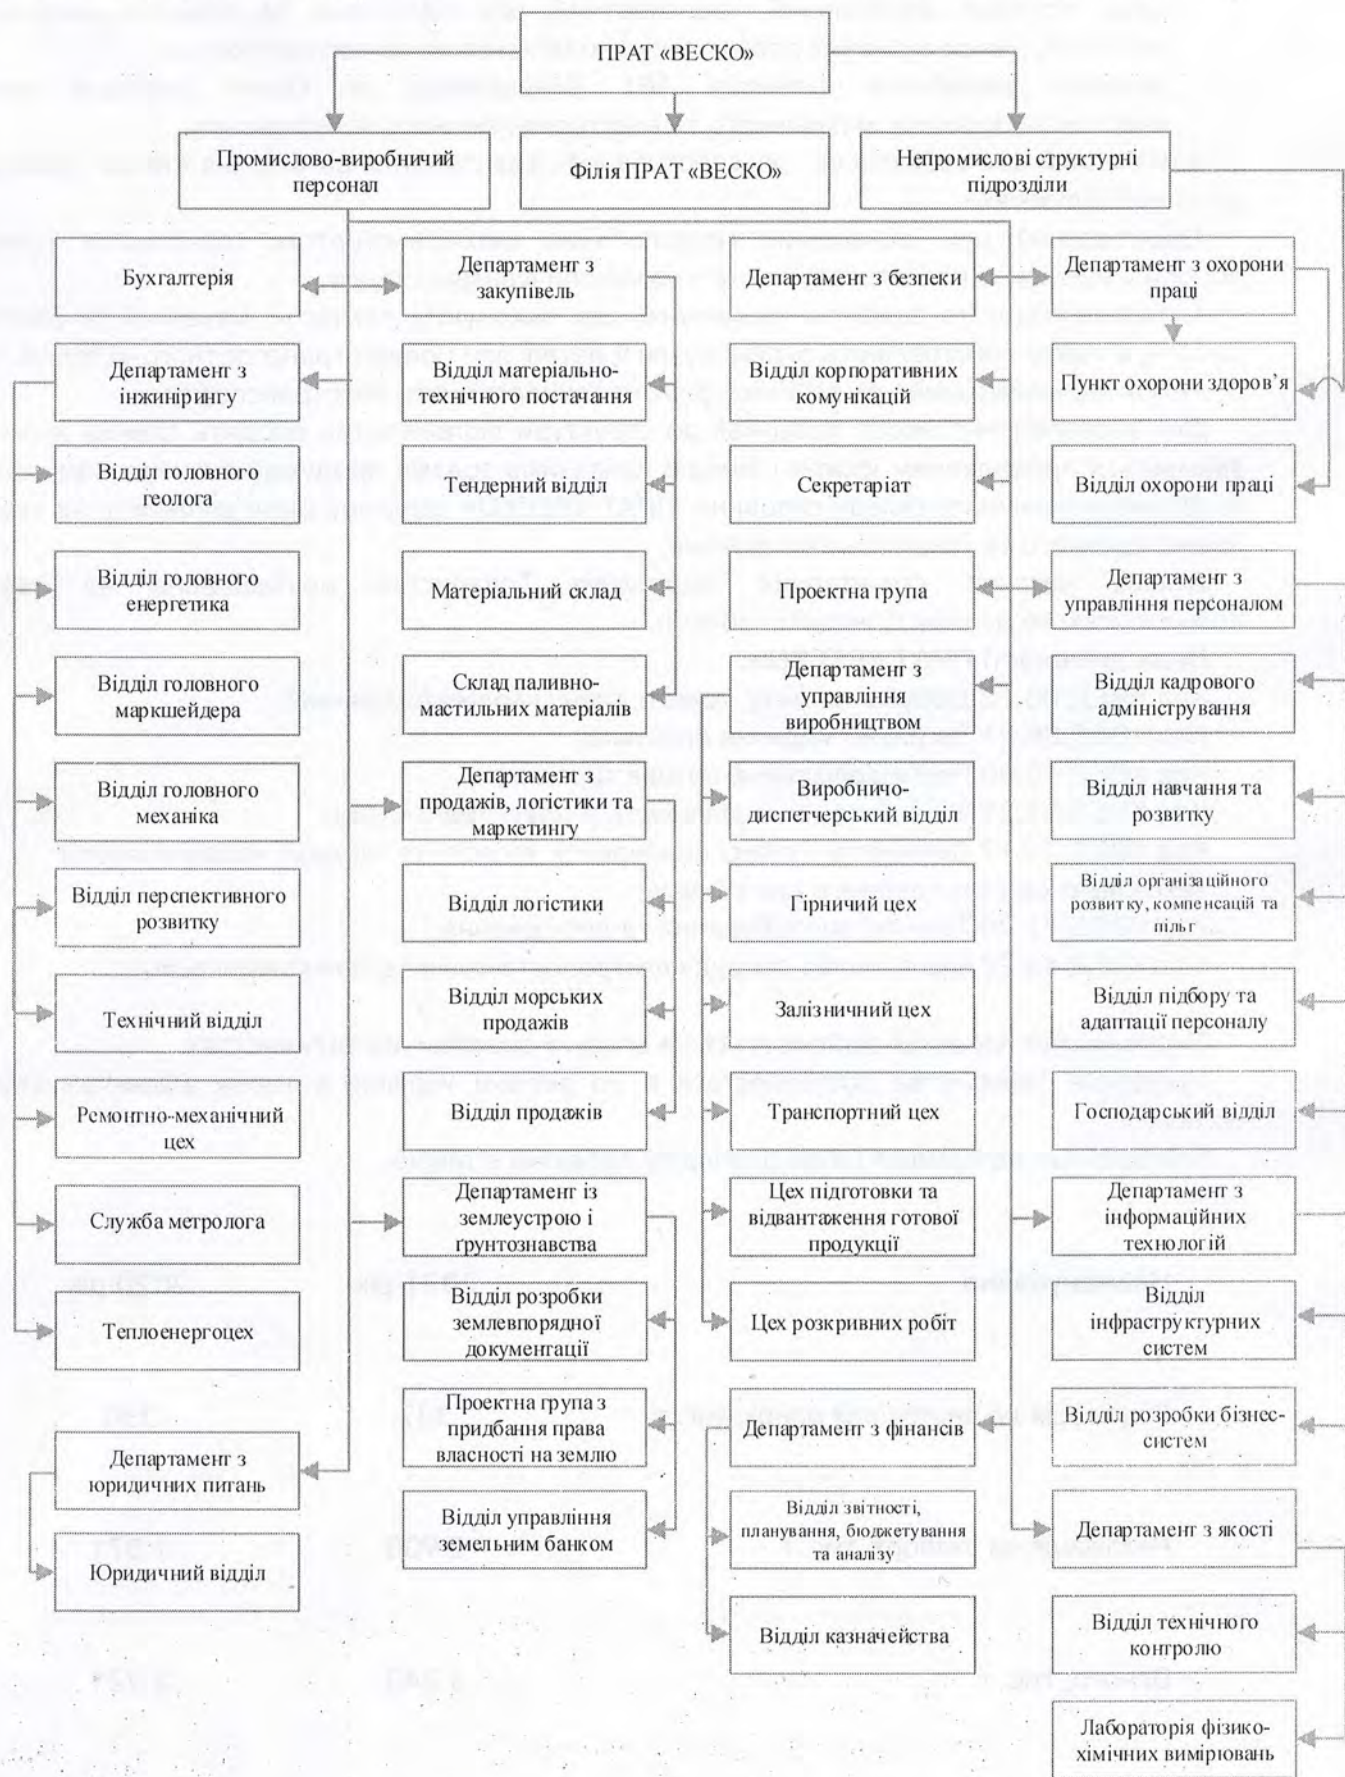 ПРАТ «ВЕСКО»
Промислово-виробничий
персонал
Філія ПРАТ «ВЕСКО»
Непромислові структурні
підрозділи
Бухгалтерія
Департамент з
закупівель
Департамент з безпеки
Департамент з охорони
праці
Департамент з
інжинірингу
Відділ матеріально-
технічного постачання
Відділ корпоративних
комунікацій
Пункт охорони здоров'я
Відділ головного
геолога
Тендерний відділ
Секретаріат
Відділ охорони праці
Відділ головного
енергетика
Матеріальний склад
Проектна група
Департамент з
управління персоналом
Відділ головного
маркшейдера
Склад паливно-
мастильних матеріалів
Департамент з
управління
виробництвом
Відділ кадрового
адміністрування
Відділ головного
механіка
Департамент з
продажів, логістики та
маркетингу
Виробничо-
диспетчерський відділ
Відділ навчання та
розвитку
Відділ перспективного
розвитку
Відділ логістики
Гірничий цех
Відділ організаційного
розвитку, компенсацій та
пільг
Технічний відділ
Відділ морських
продажів
Залізничний цех
Відділ підбору та
адаптації персоналу
Ремонтно-механічний
цех
Відділ продажів
Транспортний цех
Господарський відділ
Служба метролога
Департамент із
землеустрою і
ґрунтознавства
Цех підготовки та
відвантаження готової
продукції
Департамент з
інформаційних
технологій
Теплоенергоцех
Відділ розробки
землевпорядної
документації
Цех розкривних робіт
Відділ
інфраструктурних
систем
Департамент з
юридичних питань
Проектна група з
придбання права
власності на землю
Департамент з фінансів
Відділ розробки бізнес-
систем
Юридичний відділ
Відділ управління
земельним банком
Відділ звітності,
планування, бюджетування
та аналізу
Департамент з якості
Відділ казначейства
Відділ технічного
контролю
Лабораторія фізико-
хімічних вимірювань